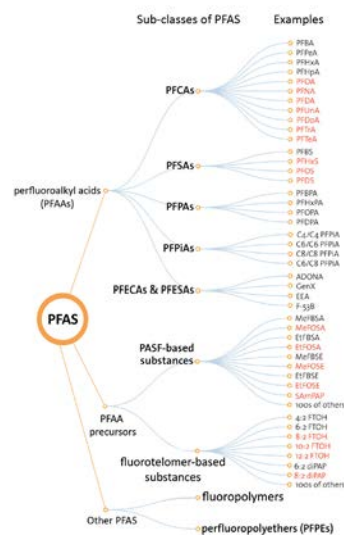 Sub-classes of PFAS
Examples
PFBA
PFPeA
PFHxA
PFHpA
PFOA
PFNA
PFDA
PFUnA
PFDoA
PFTrA
PFTeA
PFCAs
PFBS
PFHxS
PFOS
PFDS
PFSAs
perfluoroalkyl acids
(PFAAs)
PFBPA
PFHxPA
PFOPA
PFDPA
PFPAs
C4/C4 PFPiA
C6/C6 PFPiA
C8/C8 PFPiA
C6/C8 PFPiA
PFPiAs
ADONA
GenX
EEA
F-53B
PFECAs & PFESAs
PFAS
MeFBSA
MeFOSA
EtFBSA
EtFOSA
MeFBSE
MeFOSE
EtFBSE
EtFOSE
SAmPAP
100s of others
PASF-based
substances
PFAA
precursors
4:2 FTOH
6:2 FTOH
8:2 FTOH
10:2 FTOH
12:2 FTOH
6:2 diPAP
8:2 diPAP
100s of others
fluorotelomer-based
substances
fluoropolymers
Other PFAS
perfluoropolyethers (PFPEs)